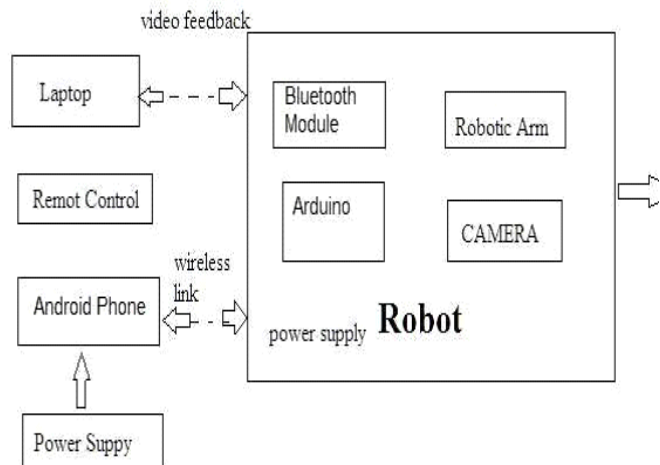 video feedback
Laptop
Bluetooth
Module
Robotic Arm
Remot Control
Arduino
CAMERA
wireless
link
Android Phone
power supply Robot
Power Suppy